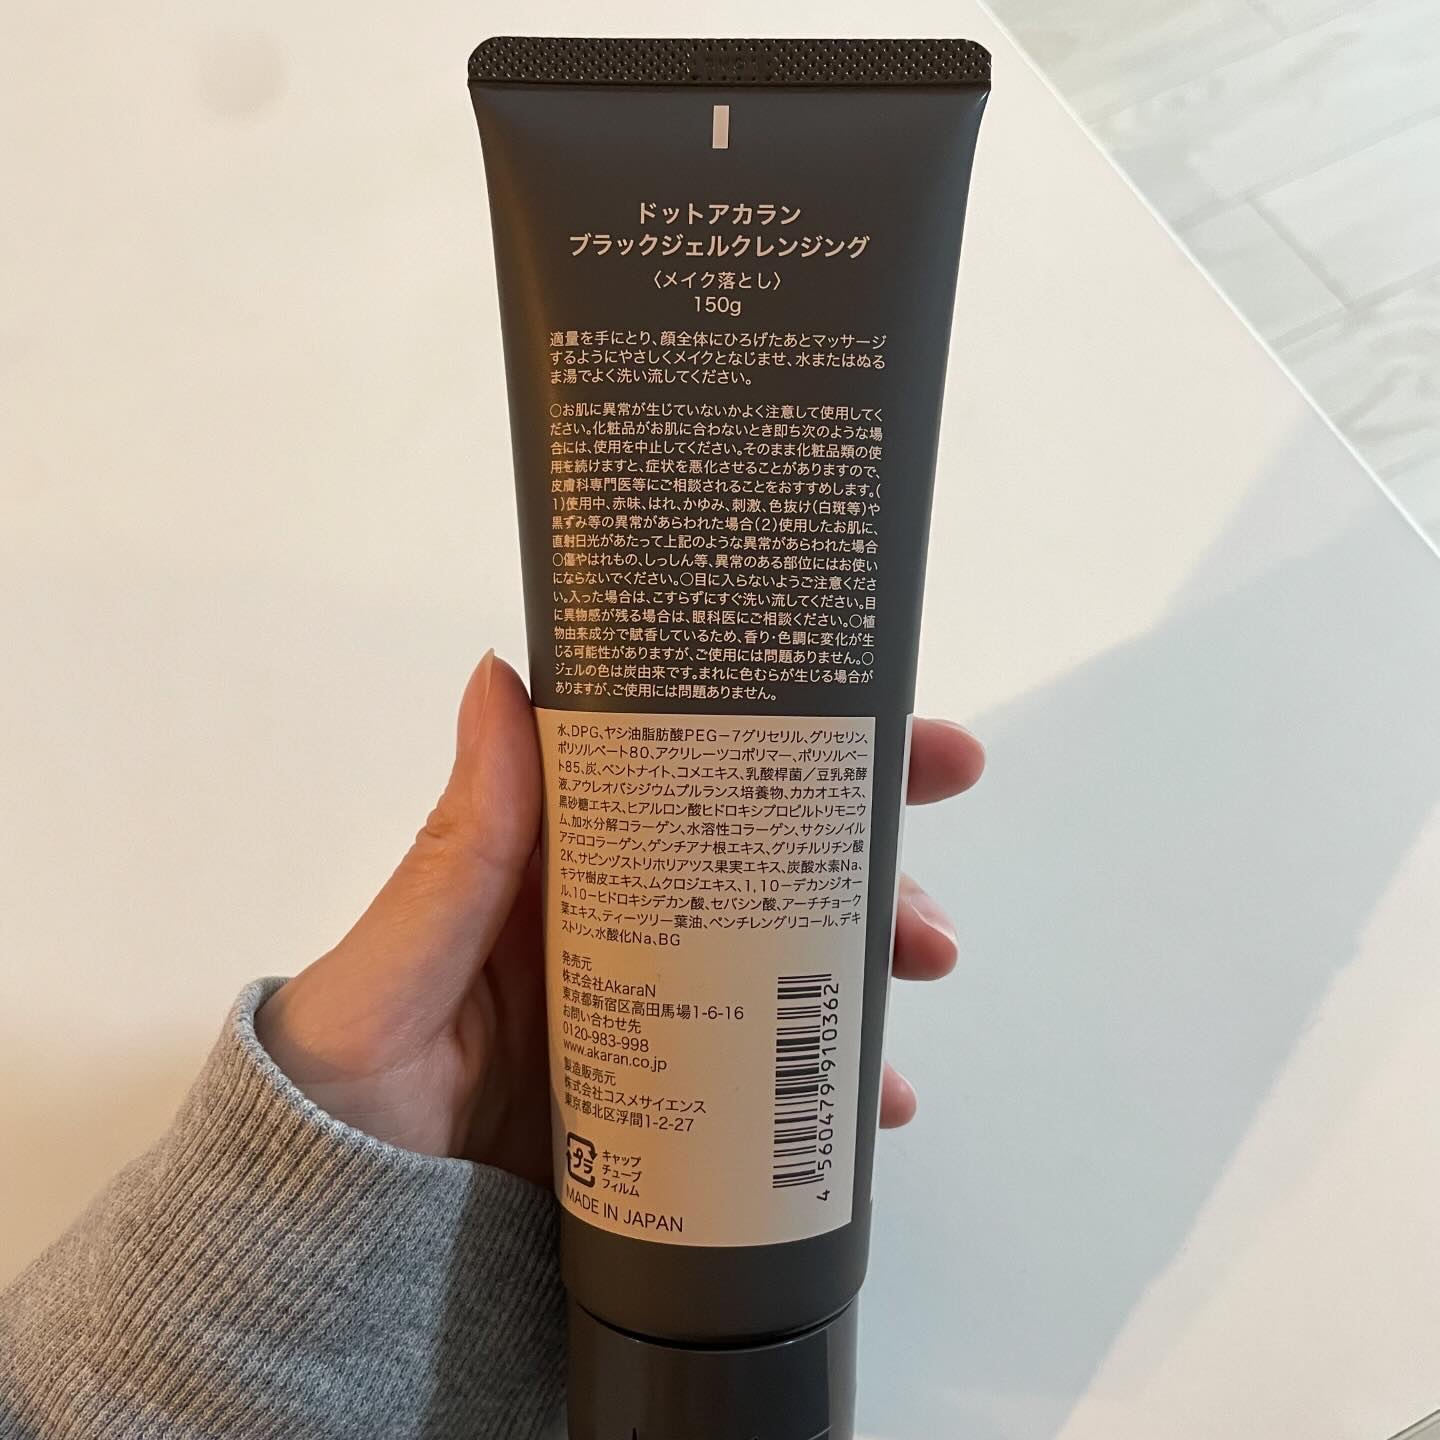 ドットアカラン
ブラックジェルクレンジング
〈メイク落とし〉
150g
適量を手にとり、顔全体にひろげたあとマッサージ
するようにやさしくメイクとなじませ、水またはぬる
ま湯でよく洗い流してください。
○お肌に異常が生じていないかよく注意して使用してく
ださい。化粧品がお肌に合わないとき即ち次のような場
合には、使用を中止してください。そのまま化粧品類の使
用を続けますと、症状を悪化させることがありますので、
皮膚科専門医等にご相談されることをおすすめします。(
1)使用中、赤味、はれ、かゆみ、刺激、色抜け(白斑等)や
黒ずみ等の異常があらわれた場合(2)使用したお肌に、
直射日光があたって上記のような異常があらわれた場合
○傷やはれもの、しっしん等、異常のある部位にはお使い
にならないでください。○目に入らないようご注意くださ
い。入った場合は、こすらずにすぐ洗い流してください。目
に異物感が残る場合は、眼科医にご相談ください。○植
物由来成分で賦香しているため、香り・色調に変化が生
じる可能性がありますが、ご使用には問題ありません。○
ジェルの色は炭由来です。まれに色むらが生じる場合が
ありますが、ご使用には問題ありません。
水、DPG、ヤシ油脂肪酸PEG-7グリセリル、グリセリン、
ポリソルベート80、アクリレーツコポリマー、ポリソルベー
ト85、炭、ベントナイト、コメエキス、乳酸桿菌/豆乳発酵
液、アウレオバシジウムプルランス培養物、カカオエキス、
黒砂糖エキス、ヒアルロン酸ヒドロキシプロピルトリモニウ
ム、加水分解コラーゲン、水溶性コラーゲン、サクシノイル
アテロコラーゲン、ゲンチアナ根エキス、グリチルリチン酸
2K、サピンヅストリホリアツス果実エキス、炭酸水素Na、
キラヤ樹皮エキス、ムクロジエキス、1,10-デカンジオー
ル、10-ヒドロキシデカン酸、セバシン酸、アーチチョーク
葉エキス、ティーツリー葉油、ペンチレングリコール、デキ
ストリン、水酸化Na、BG
発売元
株式会社AkaraN
東京都新宿区高田馬場1-6-16
お問い合わせ先
0120-983-998
www.akaran.co.jp
製造販売元
株式会社コスメサイエンス
東京都北区浮間1-2-27
プラ
キャップ
チューブ
フィルム
MADE IN JAPAN
4 560479 910362